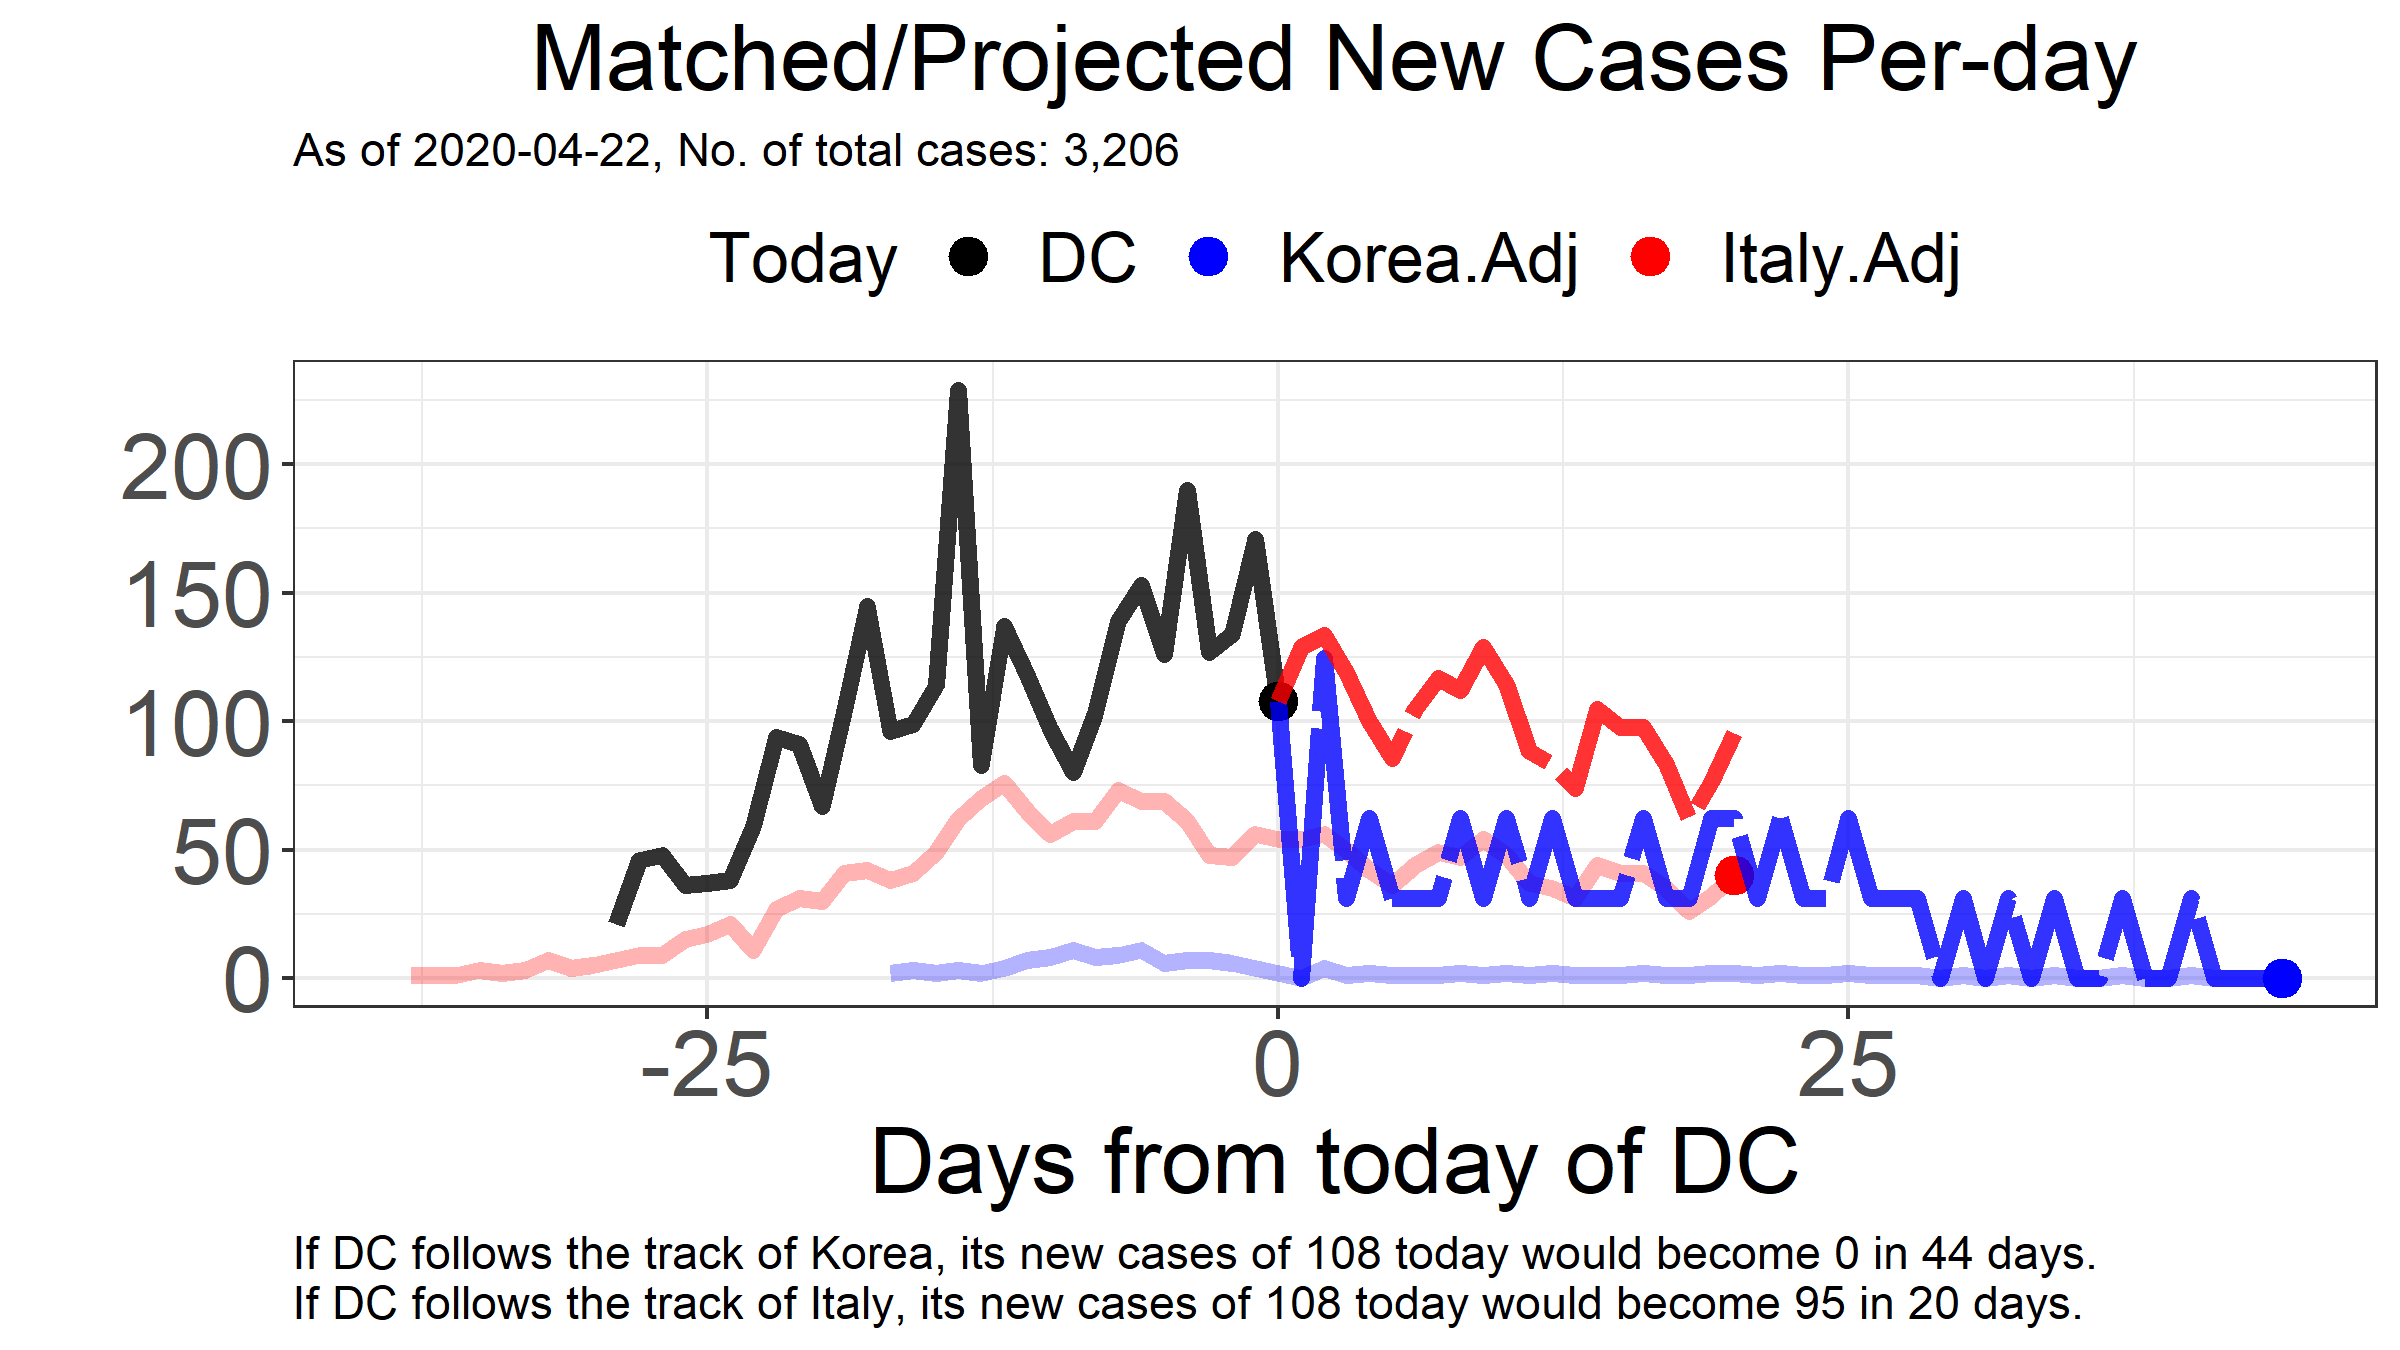 Matched/Projected New Cases Per-day
As of 2020-04-22, No. of total cases: 3,206
Today DC Korea.Adj Italy.Adj
200
150
100
50
0
-25 0 25
Days from today of DC
If DC follows the track of Korea, its new cases of 108 today would become 0 in 44 days.
If DC follows the track of Italy, its new cases of 108 today would become 95 in 20 days.